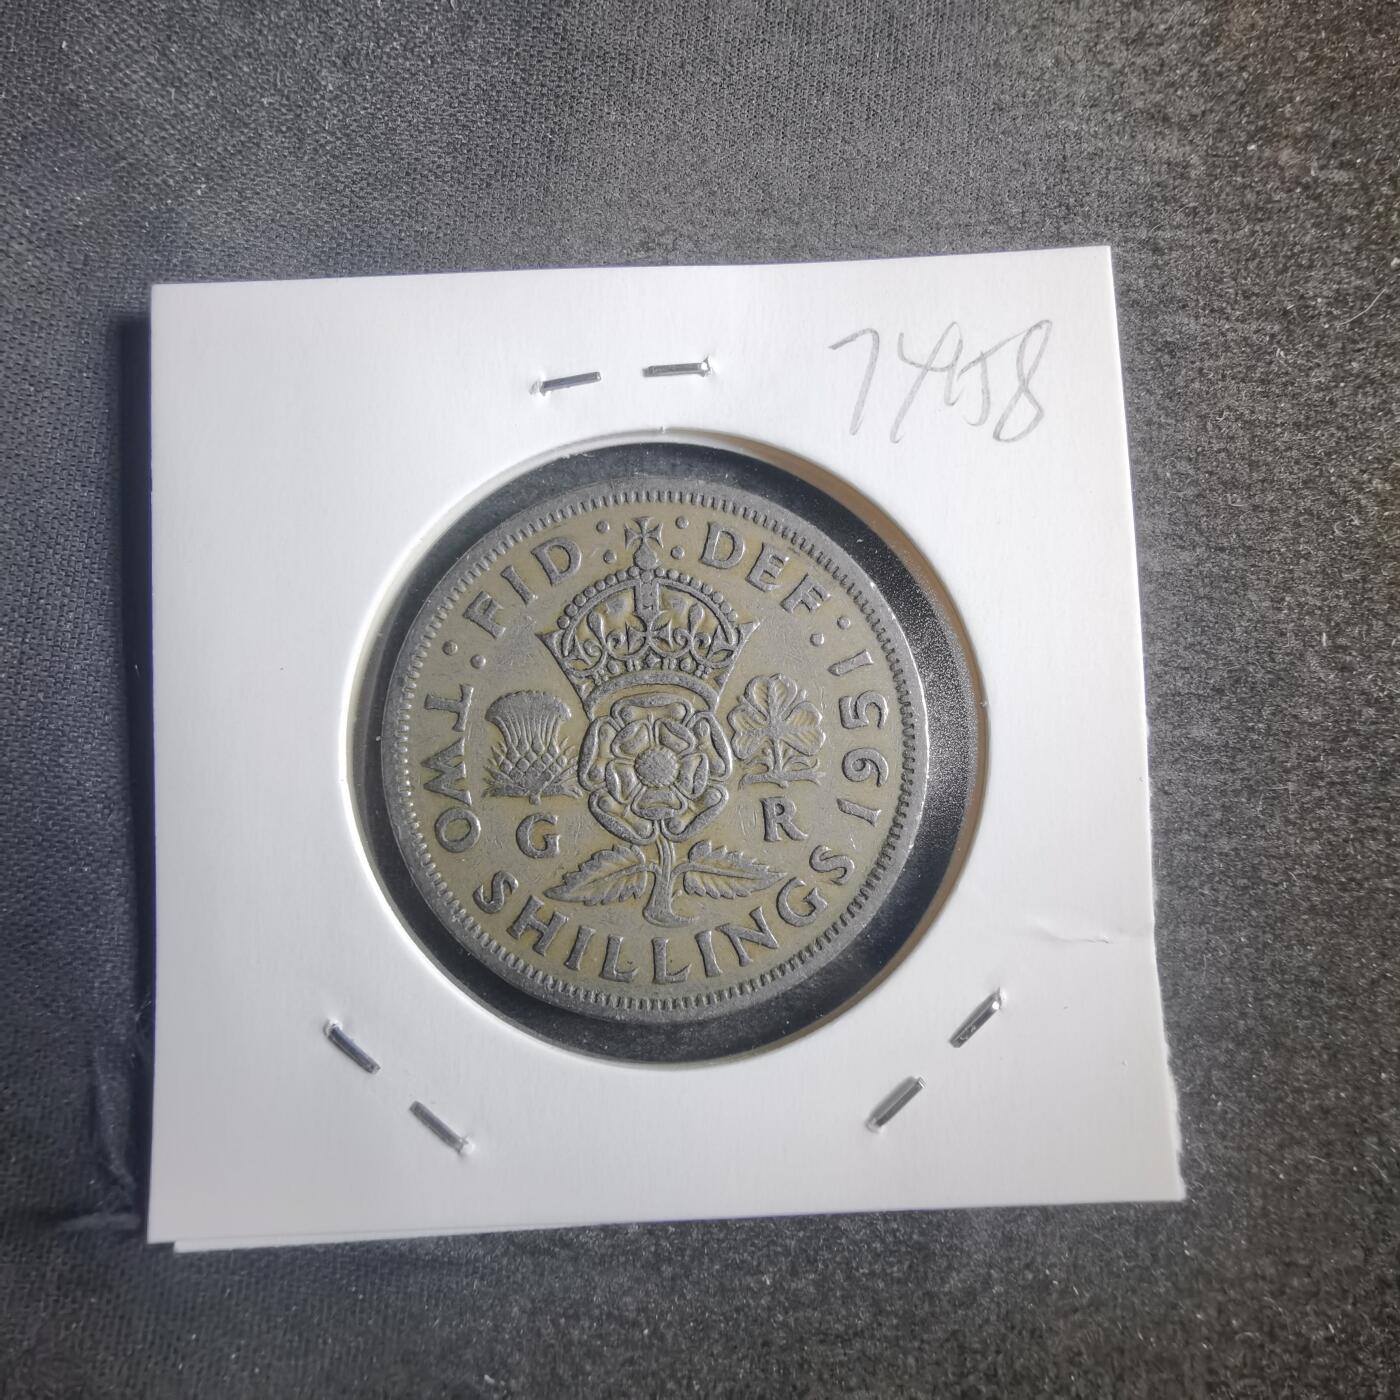 7458
: FID : : DEF : 1951
G R
TWO SHILLINGS